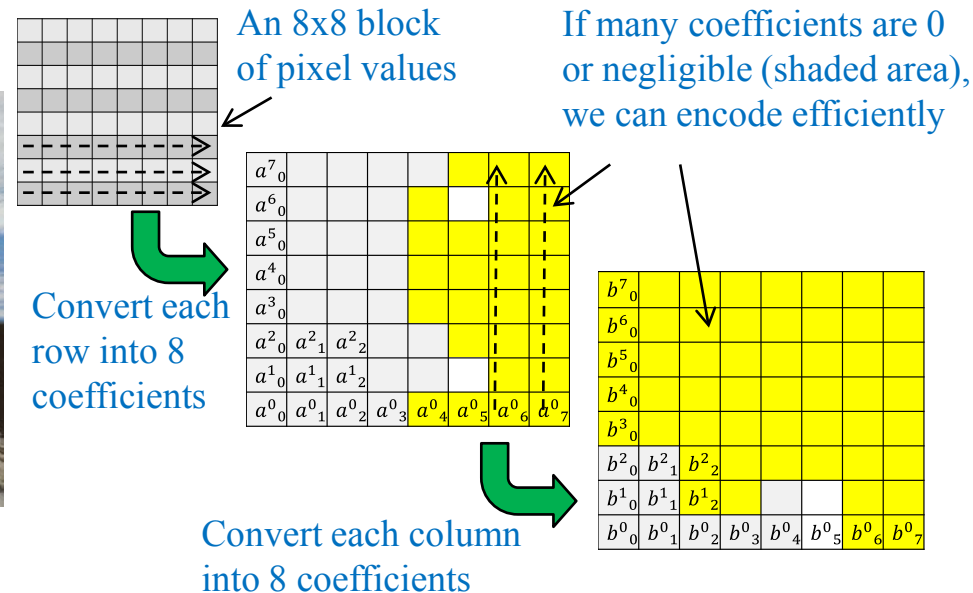 An 8x8 block
of pixel values
If many coefficients are 0
or negligible (shaded area),
we can encode efficiently
a⁷₀
a⁶₀
a⁵₀
a⁴₀
a³₀
a²₀ a²₁ a²₂
a¹₀ a¹₁ a¹₂
a⁰₀ a⁰₁ a⁰₂ a⁰₃ a⁰₄ a⁰₅ a⁰₆ a⁰₇
Convert each
row into 8
coefficients
b⁷₀
b⁶₀
b⁵₀
b⁴₀
b³₀
b²₀ b²₁ b²₂
b¹₀ b¹₁ b¹₂
b⁰₀ b⁰₁ b⁰₂ b⁰₃ b⁰₄ b⁰₅ b⁰₆ b⁰₇
Convert each column
into 8 coefficients